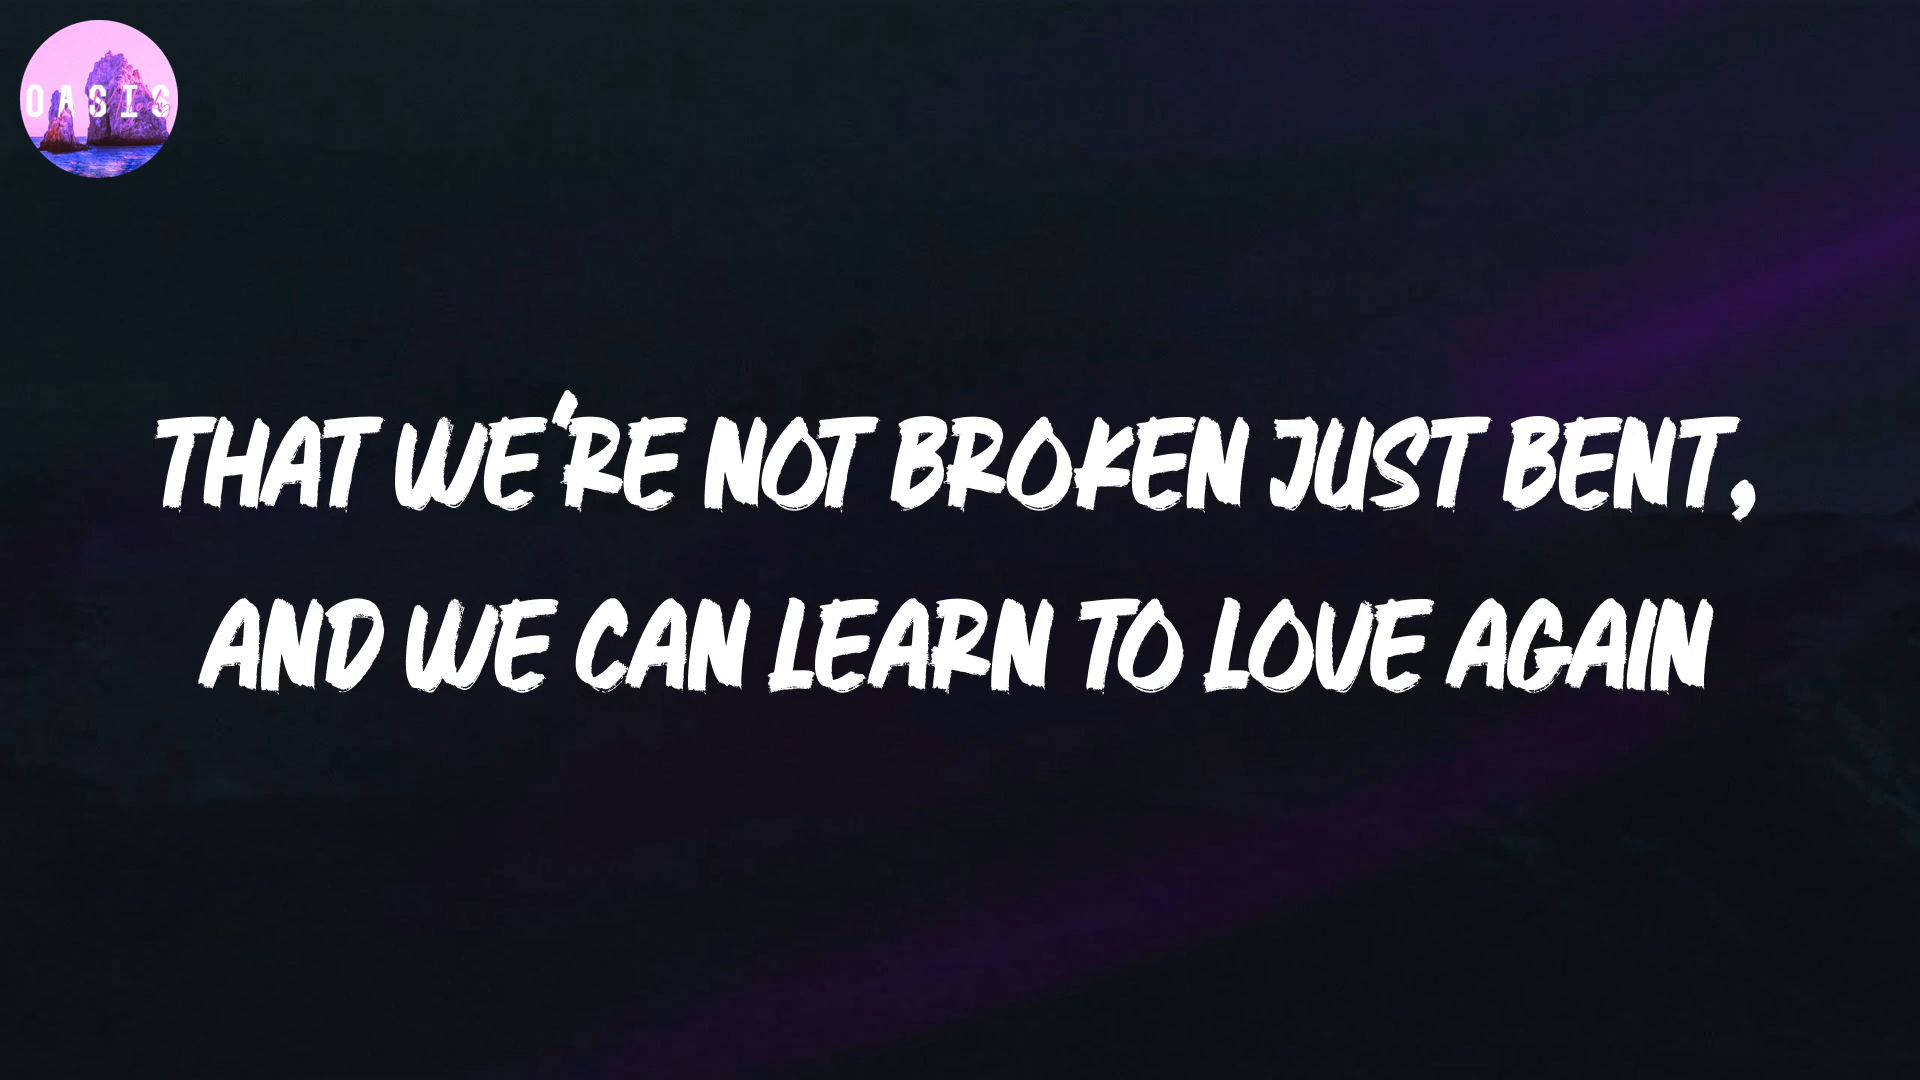 OASIS
THAT WE'RE NOT BROKEN JUST BENT,
AND WE CAN LEARN TO LOVE AGAIN